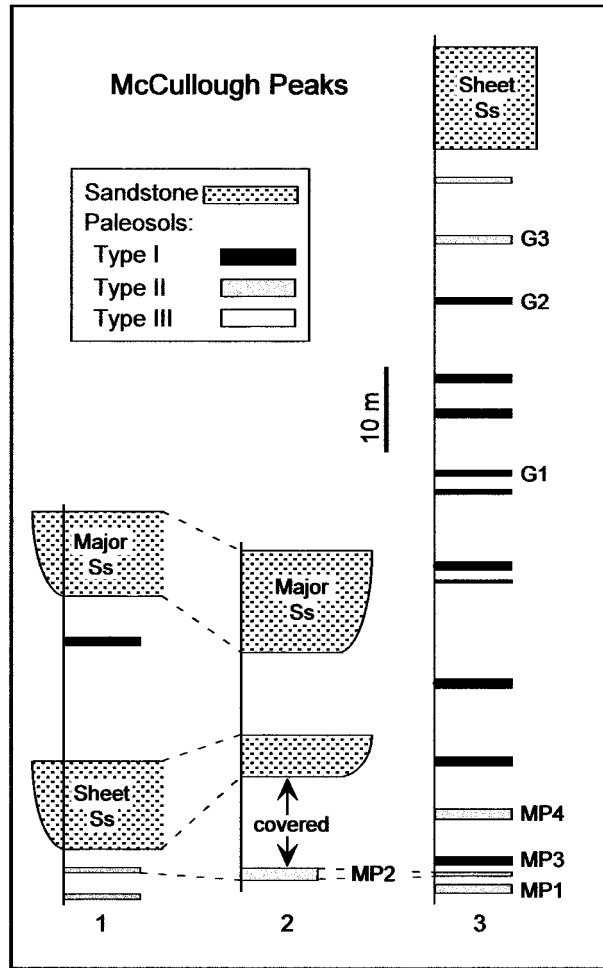 McCullough Peaks
Sheet
Ss
Sandstone
Paleosols:
Type I
Type II
Type III
G3
G2
10 m
G1
Major
Ss
Major
Ss
Sheet
Ss
covered
MP4
MP3
MP2
MP1
1
2
3